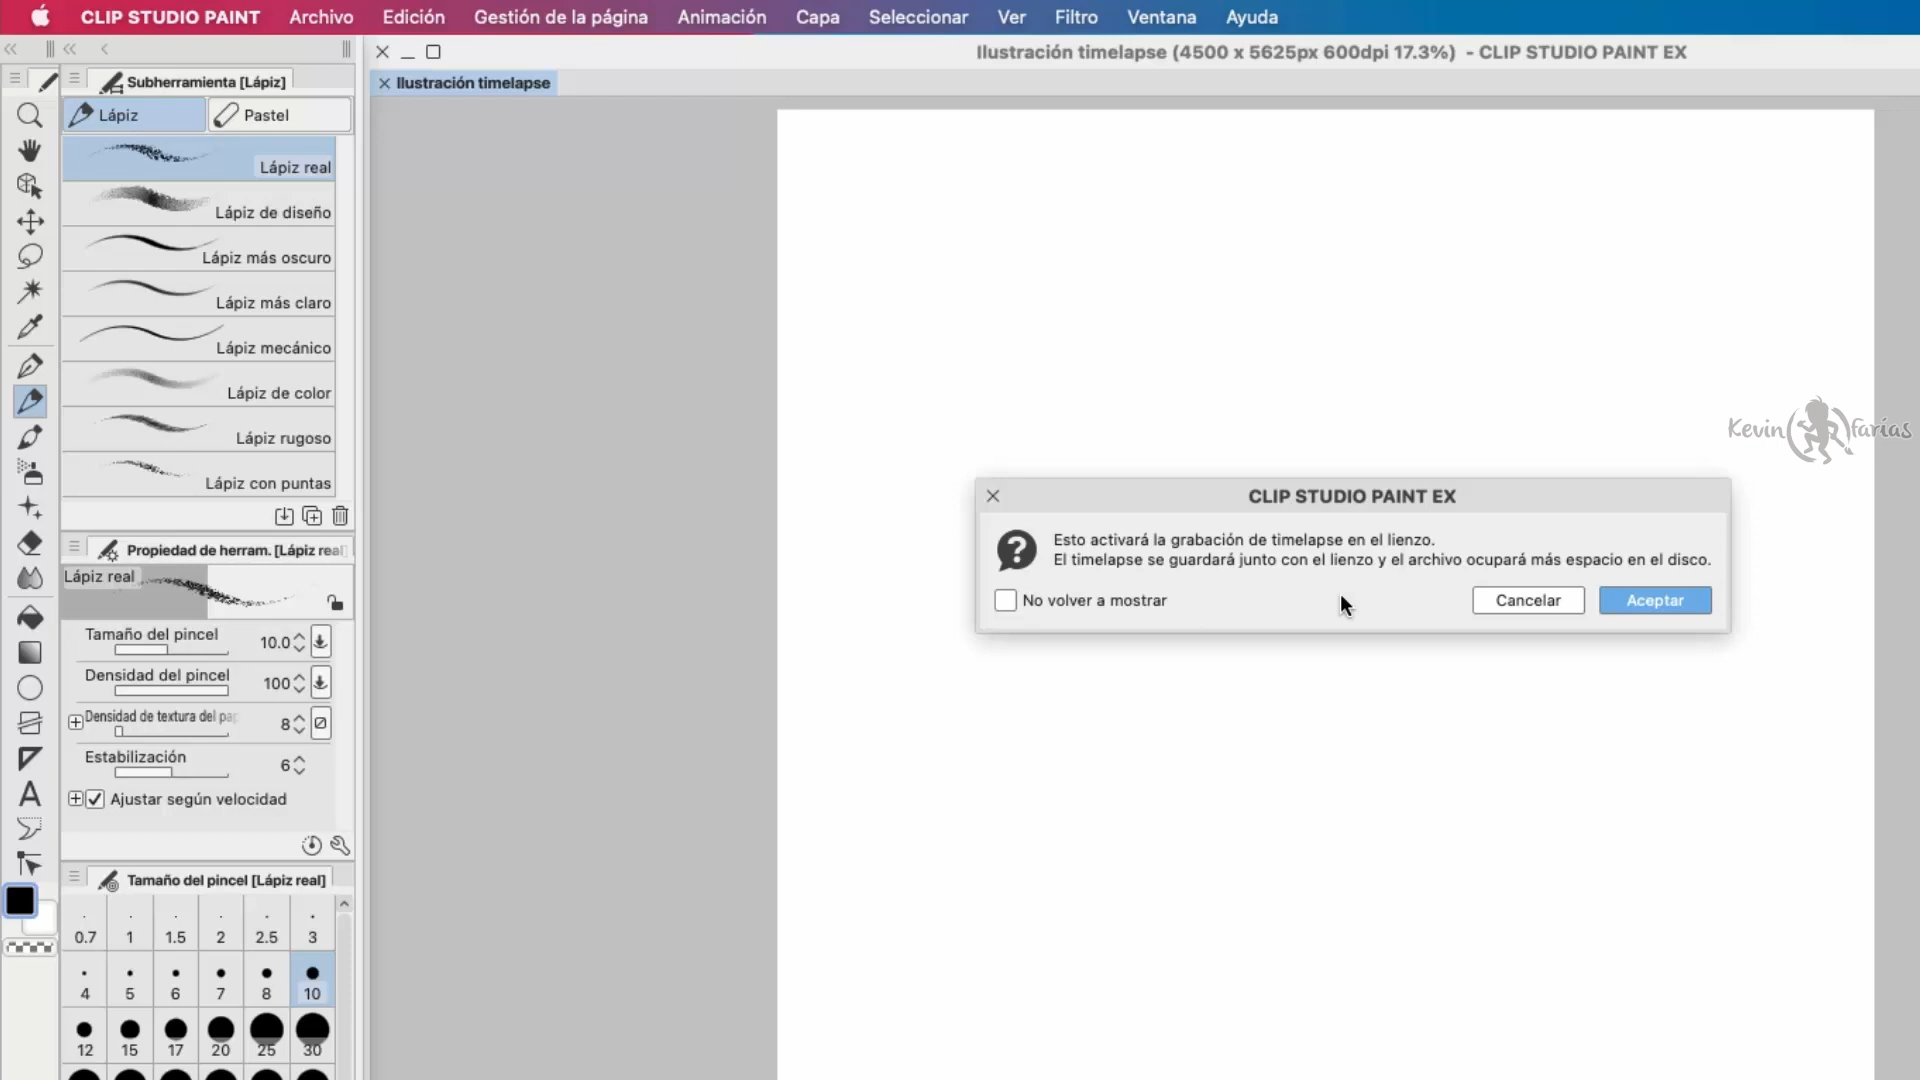 CLIP STUDIO PAINT Archivo Edición Gestión de la página Animación Capa Seleccionar Ver Filtro Ventana Ayuda
Ilustración timelapse (4500 x 5625px 600dpi 17.3%) - CLIP STUDIO PAINT EX
Ilustración timelapse
Subherramienta [Lápiz]
Lápiz Pastel
Lápiz real
Lápiz de diseño
Lápiz más oscuro
Lápiz más claro
Lápiz mecánico
Lápiz de color
Lápiz rugoso
Lápiz con puntas
Propiedad de herram. [Lápiz real]
Lápiz real
Tamaño del pincel 10.0
Densidad del pincel 100
Densidad de textura del pap 8
Estabilización 6
Ajustar según velocidad
Tamaño del pincel [Lápiz real]
0.7 1 1.5 2 2.5 3
4 5 6 7 8 10
12 15 17 20 25 30
Kevin farias
CLIP STUDIO PAINT EX
Esto activará la grabación de timelapse en el lienzo.
El timelapse se guardará junto con el lienzo y el archivo ocupará más espacio en el disco.
No volver a mostrar Cancelar Aceptar